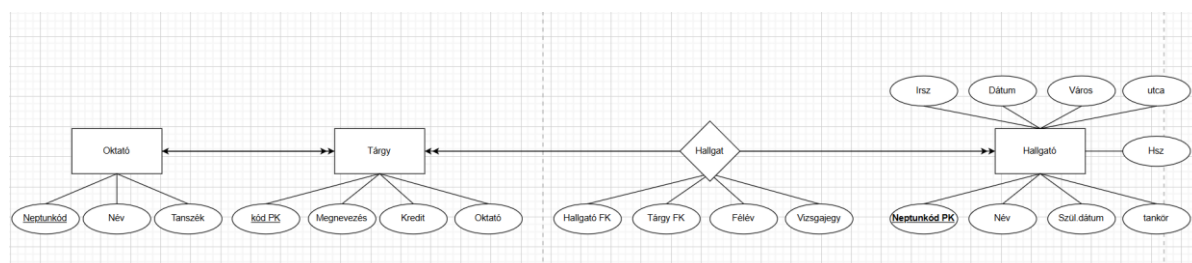 Irsz
Dátum
Város
utca
Oktató
Tárgy
Hallgat
Hallgató
Hsz
Neptunkód
Név
Tanszék
kód PK
Megnevezés
Kredit
Oktató
Hallgató FK
Tárgy FK
Félév
Vizsgajegy
Neptunkód PK
Név
Szül.dátum
tankör